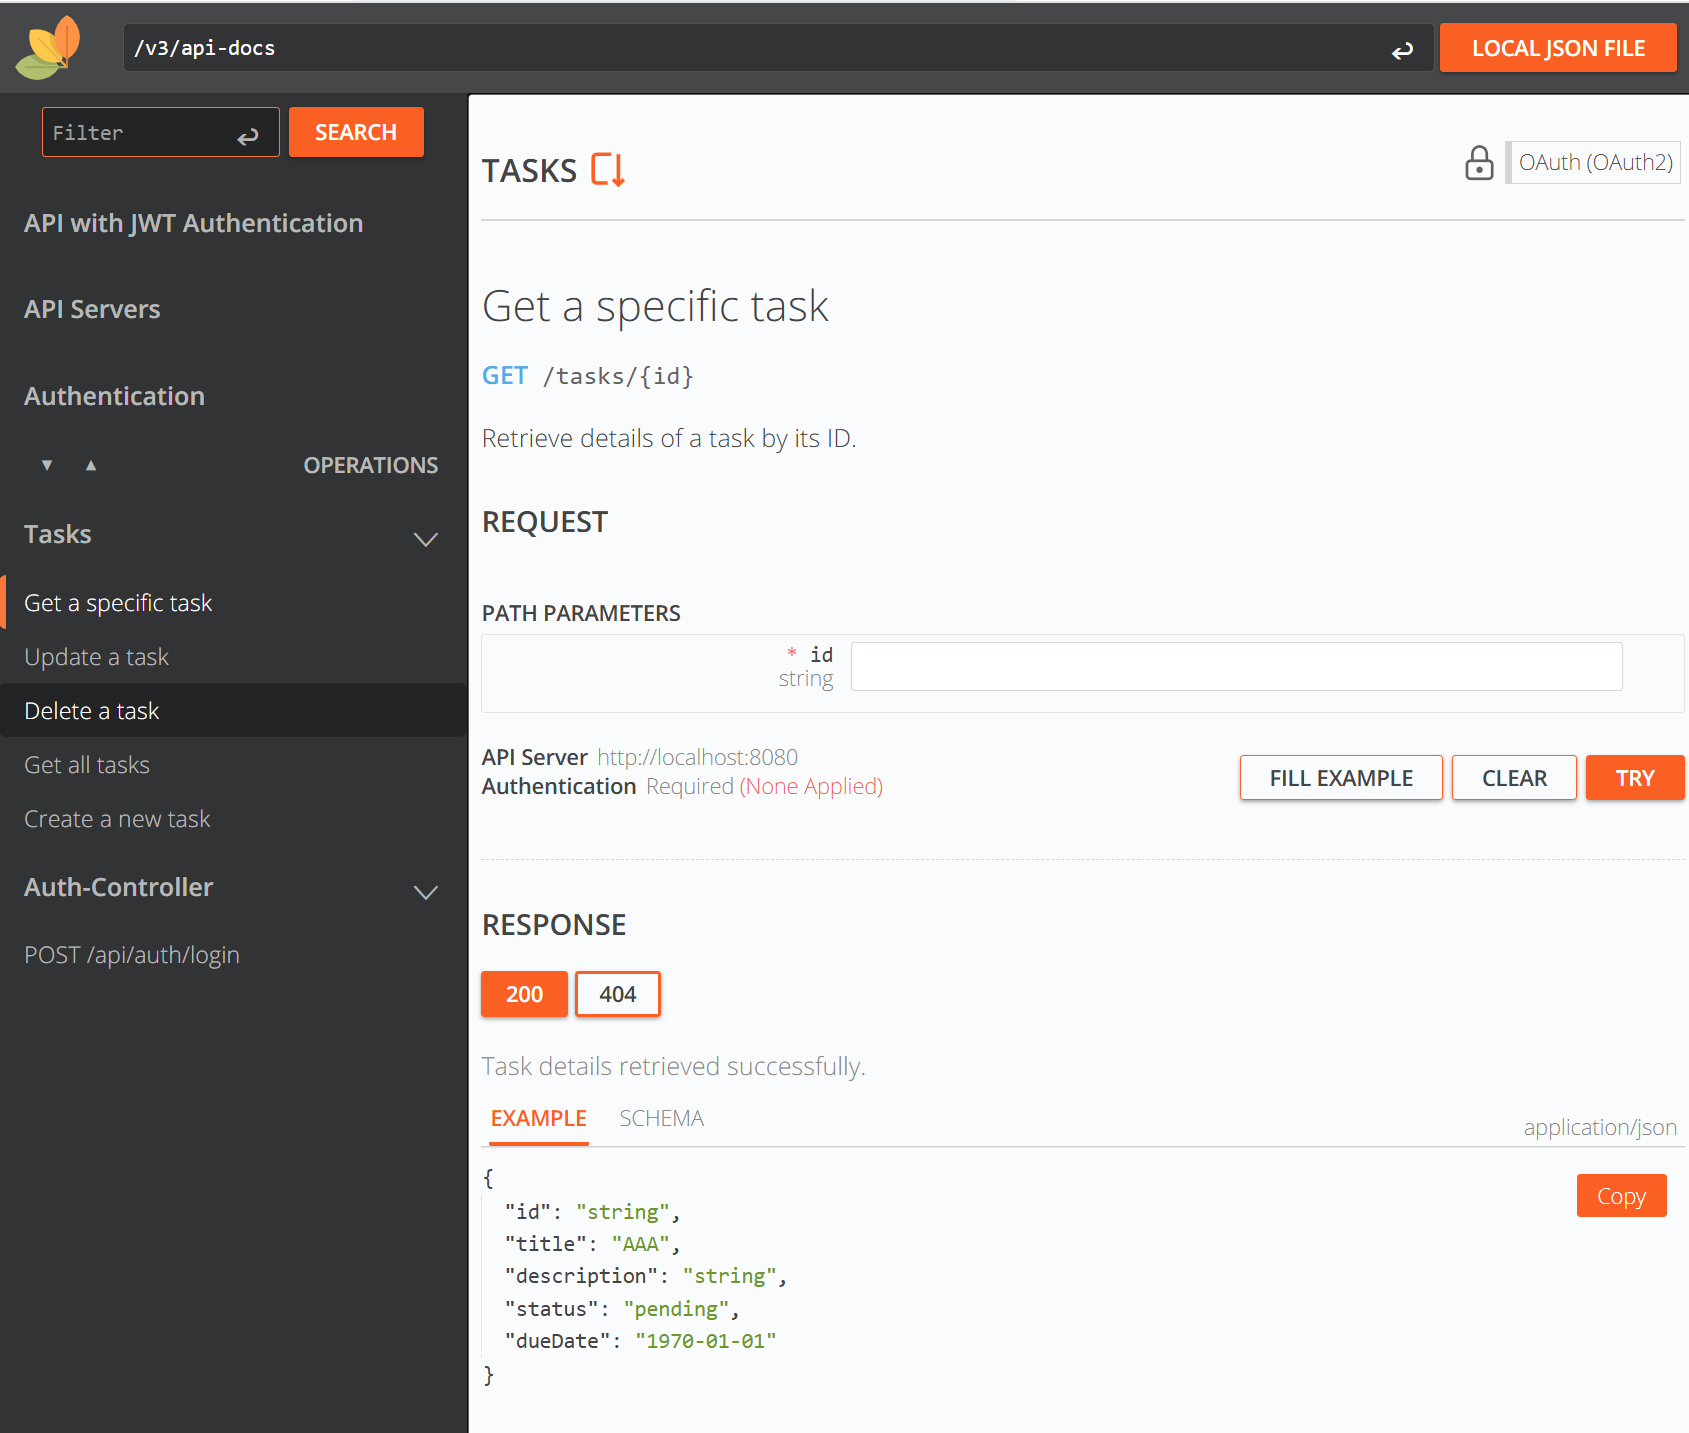 /v3/api-docs
LOCAL JSON FILE
Filter
SEARCH
API with JWT Authentication
API Servers
Authentication
OPERATIONS
Tasks
Get a specific task
Update a task
Delete a task
Get all tasks
Create a new task
Auth-Controller
POST /api/auth/login
TASKS
OAuth (OAuth2)
Get a specific task
GET /tasks/{id}
Retrieve details of a task by its ID.
REQUEST
PATH PARAMETERS
* id
string
API Server http://localhost:8080
Authentication Required (None Applied)
FILL EXAMPLE
CLEAR
TRY
RESPONSE
200
404
Task details retrieved successfully.
EXAMPLE
SCHEMA
application/json
Copy
{
"id": "string",
"title": "AAA",
"description": "string",
"status": "pending",
"dueDate": "1970-01-01"
}